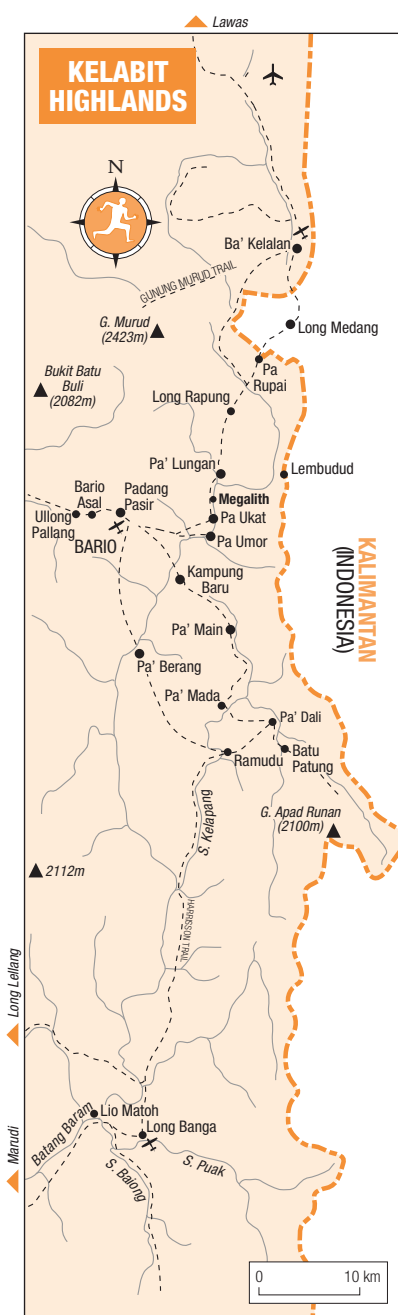 Lawas
KELABIT
HIGHLANDS
N
Ba' Kelalan
GUNUNG MURUD TRAIL
G. Murud
(2423m)
Long Medang
Bukit Batu
Buli
(2082m)
Pa
Rupai
Long Rapung
Pa' Lungan
Lembudud
Megalith
Bario
Asal
Padang
Pasir
Ullong
Pallang
Pa Ukat
BARIO
Pa Umor
KALIMANTAN
(INDONESIA)
Kampung
Baru
Pa' Main
Pa' Berang
Pa' Mada
Pa' Dali
Batu
Patung
Ramudu
S. Kelapang
G. Apad Runan
(2100m)
2112m
HARRISSON TRAIL
Long Lellang
Marudi
Lio Matoh
Batang Baram
Long Banga
S. Puak
S. Balong
0 10 km